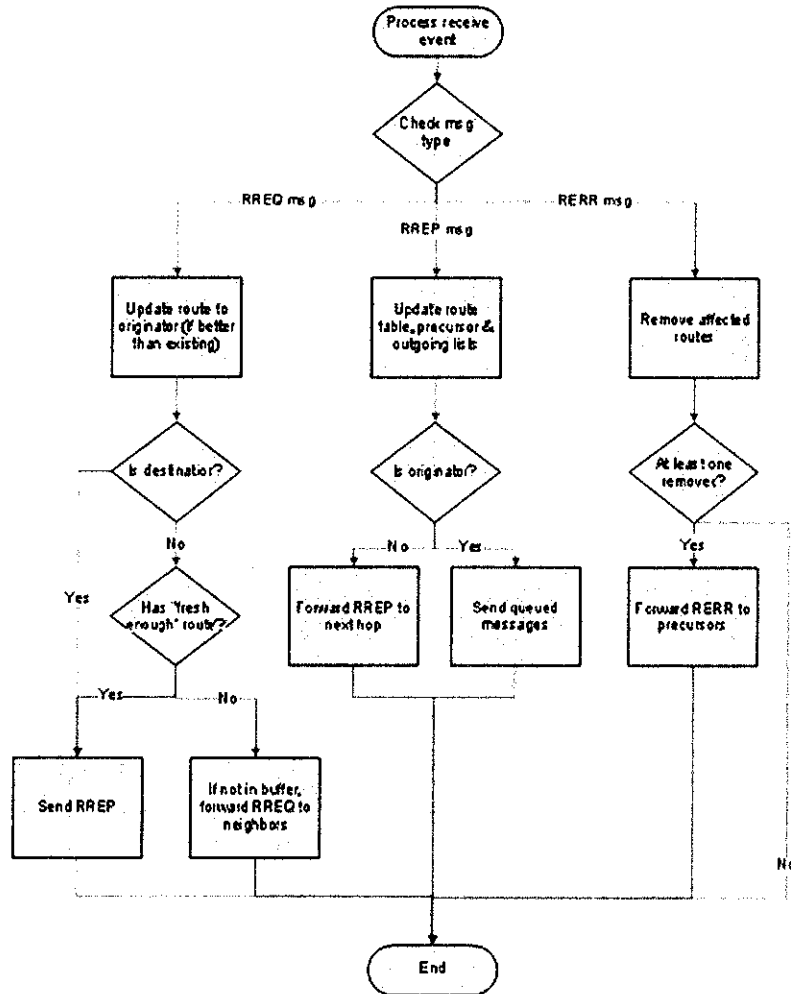 Process receive
event
Check msg
type
RREQ msg
RREP msg
RERR msg
Update route to
originator (if better
than existing)
Update route
table, precursor &
outgoing lists
Remove affected
routes
Is destination?
Is originator?
At least one
remover?
No
No
Yes
Yes
Yes
Has "fresh
enough" route?
Forward RREP to
next hop
Send queued
messages
Forward RERR to
precursors
Yes
No
Send RREP
If not in buffer,
forward RREQ to
neighbors
No
End